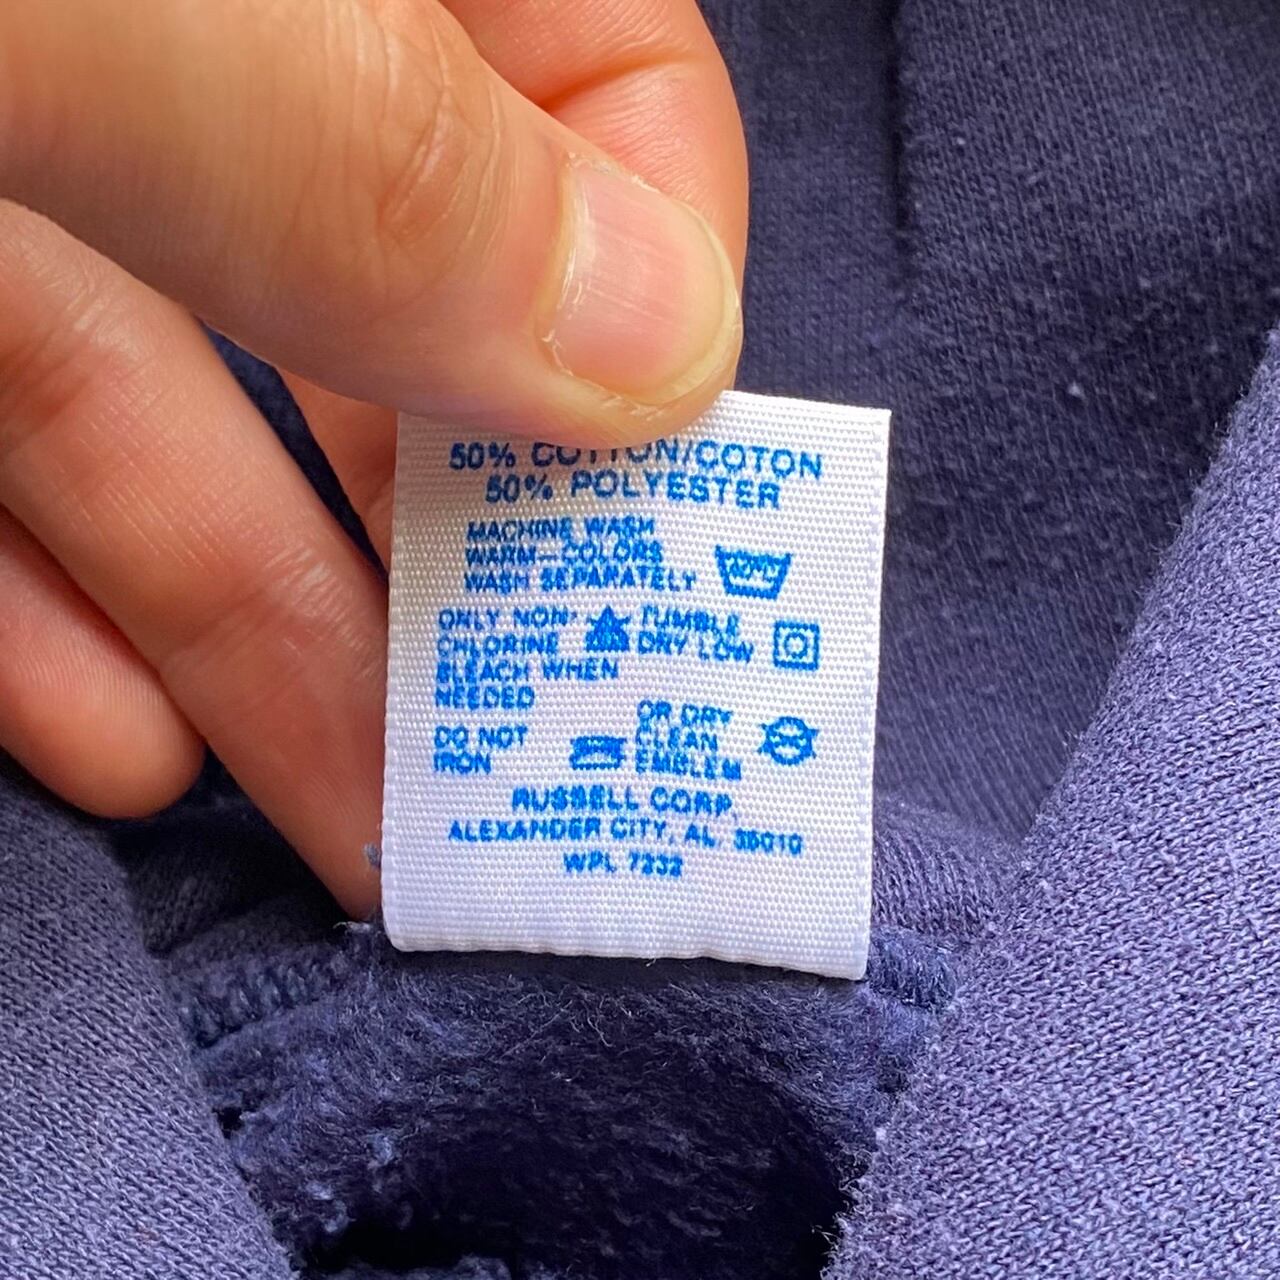 50% COTTON/COTON
50% POLYESTER
MACHINE WASH
WARM—COLORS
WASH SEPARATELY
ONLY NON-
CHLORINE
BLEACH WHEN
NEEDED
TUMBLE
DRY LOW
DO NOT
IRON
OR DRY
CLEAN
EMBLEM
RUSSELL CORP.
ALEXANDER CITY, AL. 35010
WPL 7232